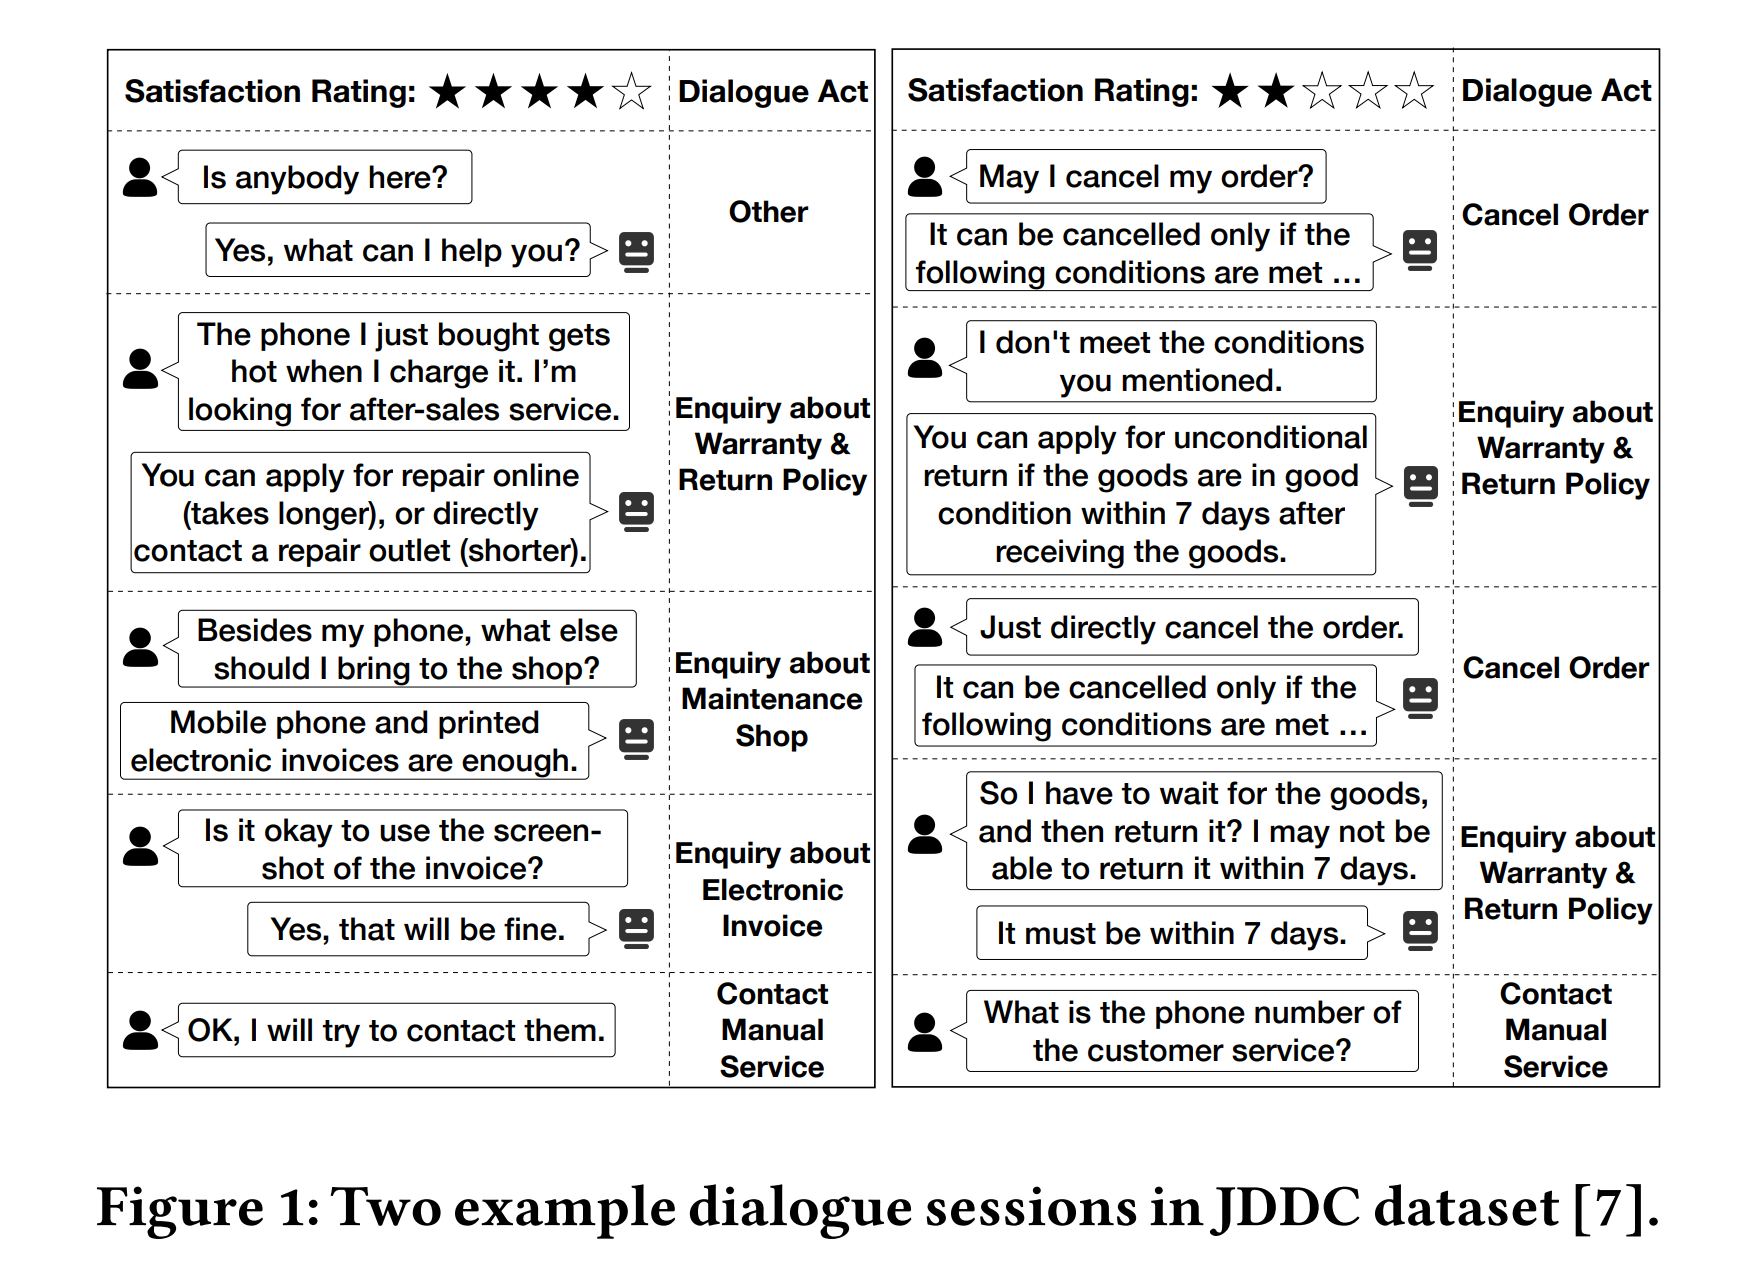 Satisfaction Rating:
Dialogue Act
Is anybody here?
Yes, what can I help you?
Other
The phone I just bought gets
hot when I charge it. I’m
looking for after-sales service.
You can apply for repair online
(takes longer), or directly
contact a repair outlet (shorter).
Enquiry about
Warranty &
Return Policy
Besides my phone, what else
should I bring to the shop?
Mobile phone and printed
electronic invoices are enough.
Enquiry about
Maintenance
Shop
Is it okay to use the screen-
shot of the invoice?
Yes, that will be fine.
Enquiry about
Electronic
Invoice
OK, I will try to contact them.
Contact
Manual
Service
Satisfaction Rating:
Dialogue Act
May I cancel my order?
It can be cancelled only if the
following conditions are met ...
Cancel Order
I don't meet the conditions
you mentioned.
You can apply for unconditional
return if the goods are in good
condition within 7 days after
receiving the goods.
Enquiry about
Warranty &
Return Policy
Just directly cancel the order.
It can be cancelled only if the
following conditions are met ...
Cancel Order
So I have to wait for the goods,
and then return it? I may not be
able to return it within 7 days.
It must be within 7 days.
Enquiry about
Warranty &
Return Policy
What is the phone number of
the customer service?
Contact
Manual
Service
Figure 1: Two example dialogue sessions in JDDC dataset [7].